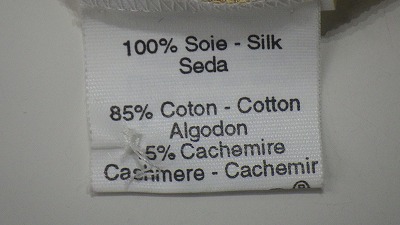 100% Soie - Silk
Seda
85% Coton - Cotton
Algodon
5% Cachemire
Cashmere - Cachemir
®